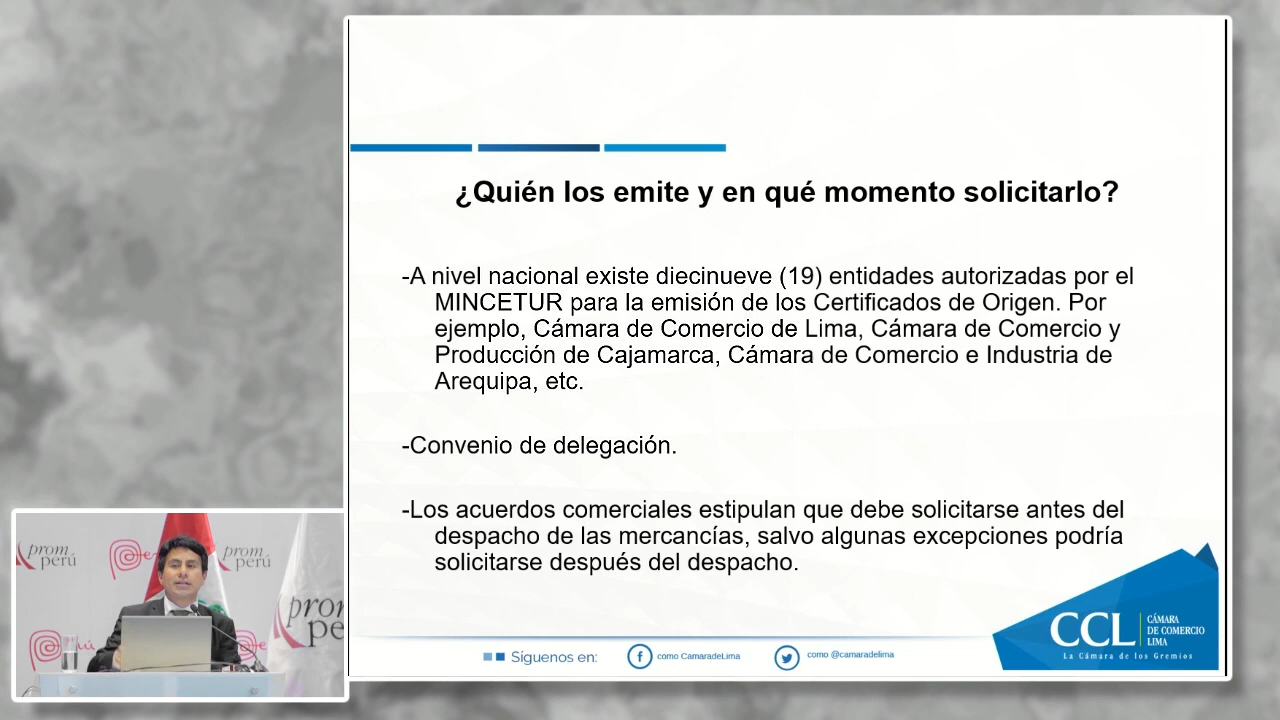 ¿Quién los emite y en qué momento solicitarlo?
-A nivel nacional existe diecinueve (19) entidades autorizadas por el
MINCETUR para la emisión de los Certificados de Origen. Por
ejemplo, Cámara de Comercio de Lima, Cámara de Comercio y
Producción de Cajamarca, Cámara de Comercio e Industria de
Arequipa, etc.
-Convenio de delegación.
-Los acuerdos comerciales estipulan que debe solicitarse antes del
despacho de las mercancías, salvo algunas excepciones podría
solicitarse después del despacho.
Síguenos en:
como CamaradeLima
como @camaradelima
CCL
CÁMARA
DE COMERCIO
LIMA
La Cámara de los Gremios
prom
perú
prom
perú
prom
pe